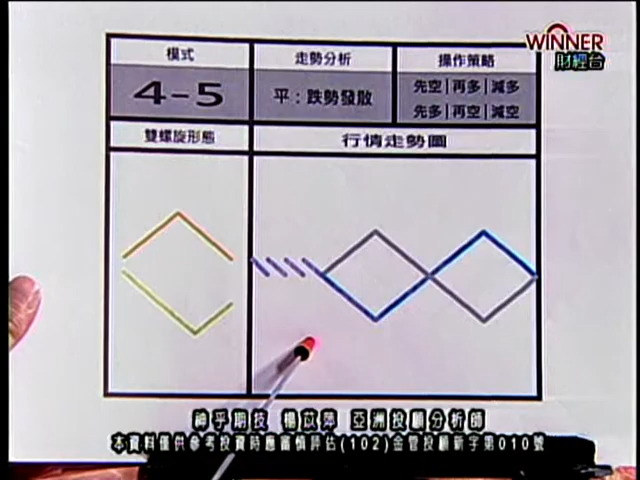 WINNER
財經台
模式
走勢分析
操作策略
4-5
平：跌勢發散
先空|再多|減多
先多|再空|減空
雙螺旋形態
行情走勢圖
神乎期技 楊苡萍 亞洲投顧分析師
本資料僅供參考投資時應審慎評估(102)金管投顧新字第010號